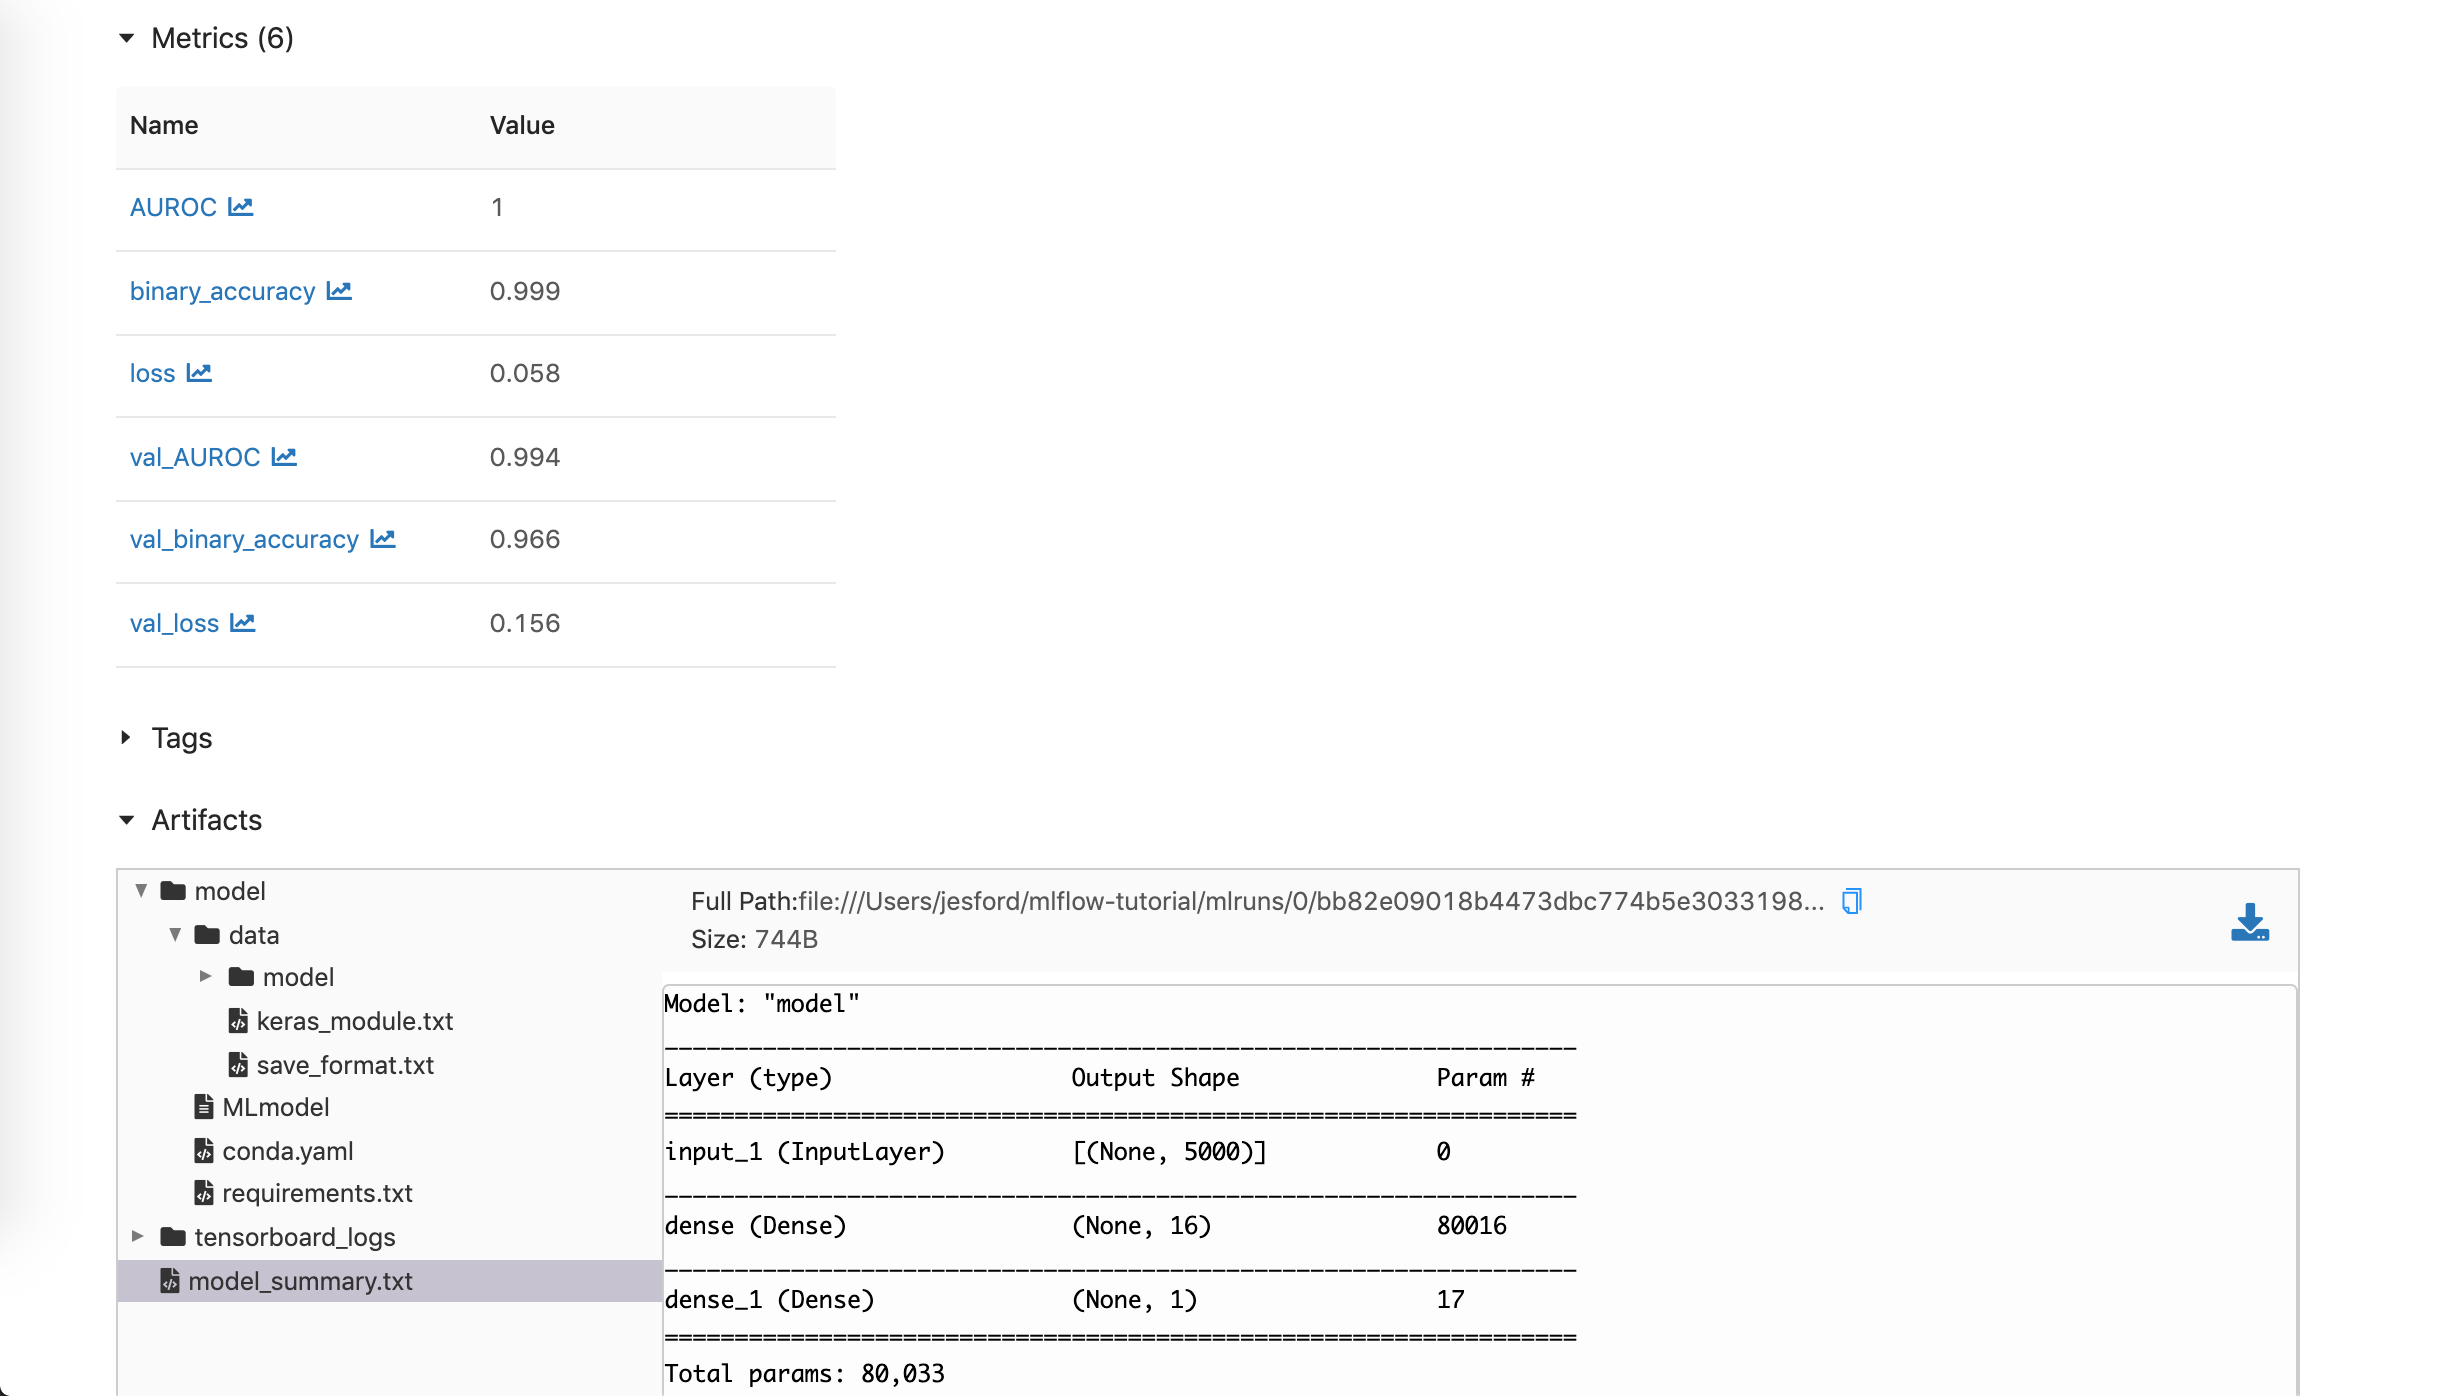 Metrics (6)
Name Value
AUROC 1
binary_accuracy 0.999
loss 0.058
val_AUROC 0.994
val_binary_accuracy 0.966
val_loss 0.156
Tags
Artifacts
model
data
model
keras_module.txt
save_format.txt
MLmodel
conda.yaml
requirements.txt
tensorboard_logs
model_summary.txt
Full Path:file:///Users/jesford/mlflow-tutorial/mlruns/0/bb82e09018b4473dbc774b5e3033198...
Size: 744B
Model: "model"
_________________________________________________________________
Layer (type) Output Shape Param #
=================================================================
input_1 (InputLayer) [(None, 5000)] 0
_________________________________________________________________
dense (Dense) (None, 16) 80016
_________________________________________________________________
dense_1 (Dense) (None, 1) 17
=================================================================
Total params: 80,033